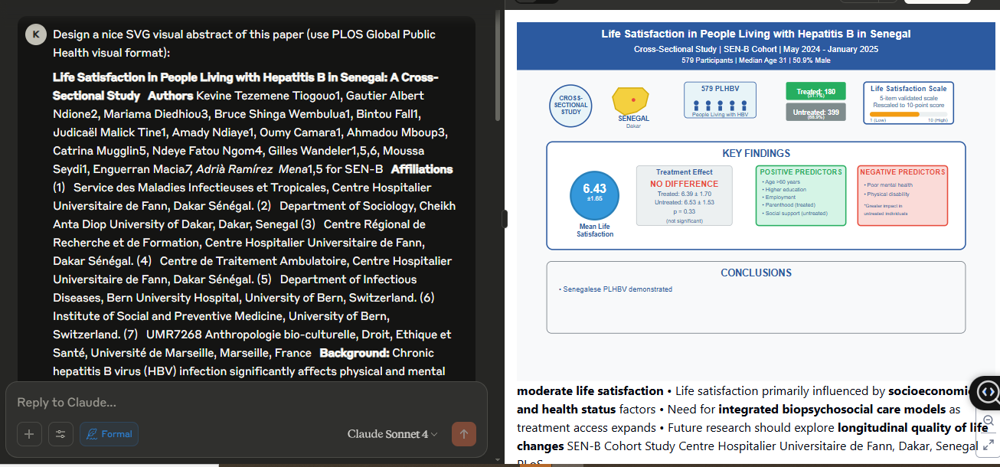 K
Design a nice SVG visual abstract of this paper (use PLOS Global Public
Health visual format):
Life Satisfaction in People Living with Hepatitis B in Senegal: A Cross-
Sectional Study Authors Kevine Tezemene Tiogouo1, Gautier Albert
Ndione2, Mariama Diedhiou3, Bruce Shinga Wembulua1, Bintou Fall1,
Judicaël Malick Tine1, Amady Ndiaye1, Oumy Camara1, Ahmadou Mboup3,
Catrina Mugglin5, Ndeye Fatou Ngom4, Gilles Wandeler1,5,6, Moussa
Seydi1, Enguerran Macia7, Adrià Ramírez Mena1,5 for SEN-B Affiliations
(1) Service des Maladies Infectieuses et Tropicales, Centre Hospitalier
Universitaire de Fann, Dakar Sénégal. (2) Department of Sociology, Cheikh
Anta Diop University of Dakar, Dakar, Senegal (3) Centre Régional de
Recherche et de Formation, Centre Hospitalier Universitaire de Fann,
Dakar Sénégal. (4) Centre de Traitement Ambulatoire, Centre Hospitalier
Universitaire de Fann, Dakar Sénégal. (5) Department of Infectious
Diseases, Bern University Hospital, University of Bern, Switzerland. (6)
Institute of Social and Preventive Medicine, University of Bern,
Switzerland. (7) UMR7268 Anthropologie bio-culturelle, Droit, Ethique et
Santé, Université de Marseille, Marseille, France Background: Chronic
hepatitis B virus (HBV) infection significantly affects physical and mental
Reply to Claude...
Formal
Claude Sonnet 4
Life Satisfaction in People Living with Hepatitis B in Senegal
Cross-Sectional Study | SEN-B Cohort | May 2024 - January 2025
579 Participants | Median Age 31 | 50.9% Male
CROSS-
SECTIONAL
STUDY
SENEGAL
Dakar
579 PLHBV
People Living with HBV
Treated: 180
(31.1%)
Untreated: 399
(68.9%)
Life Satisfaction Scale
5-item validated scale
Rescaled to 10-point score
1 (Low)
10 (High)
KEY FINDINGS
6.43
±1.65
Mean Life
Satisfaction
Treatment Effect
NO DIFFERENCE
Treated: 6.39 ± 1.70
Untreated: 6.53 ± 1.53
p = 0.33
(not significant)
POSITIVE PREDICTORS
• Age >60 years
• Higher education
• Employment
• Parenthood (treated)
• Social support (untreated)
NEGATIVE PREDICTORS
• Poor mental health
• Physical disability
*Greater impact in
untreated individuals
CONCLUSIONS
• Senegalese PLHBV demonstrated
moderate life satisfaction • Life satisfaction primarily influenced by socioeconomic
and health status factors • Need for integrated biopsychosocial care models as
treatment access expands • Future research should explore longitudinal quality of life
changes SEN-B Cohort Study Centre Hospitalier Universitaire de Fann, Dakar, Senegal
PLoS